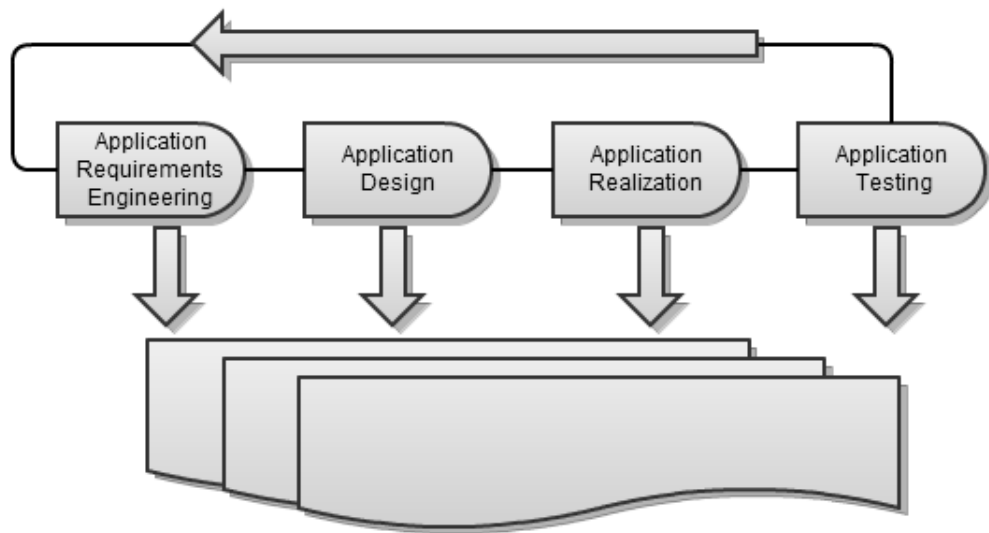 Application
Requirements
Engineering
Application
Design
Application
Realization
Application
Testing